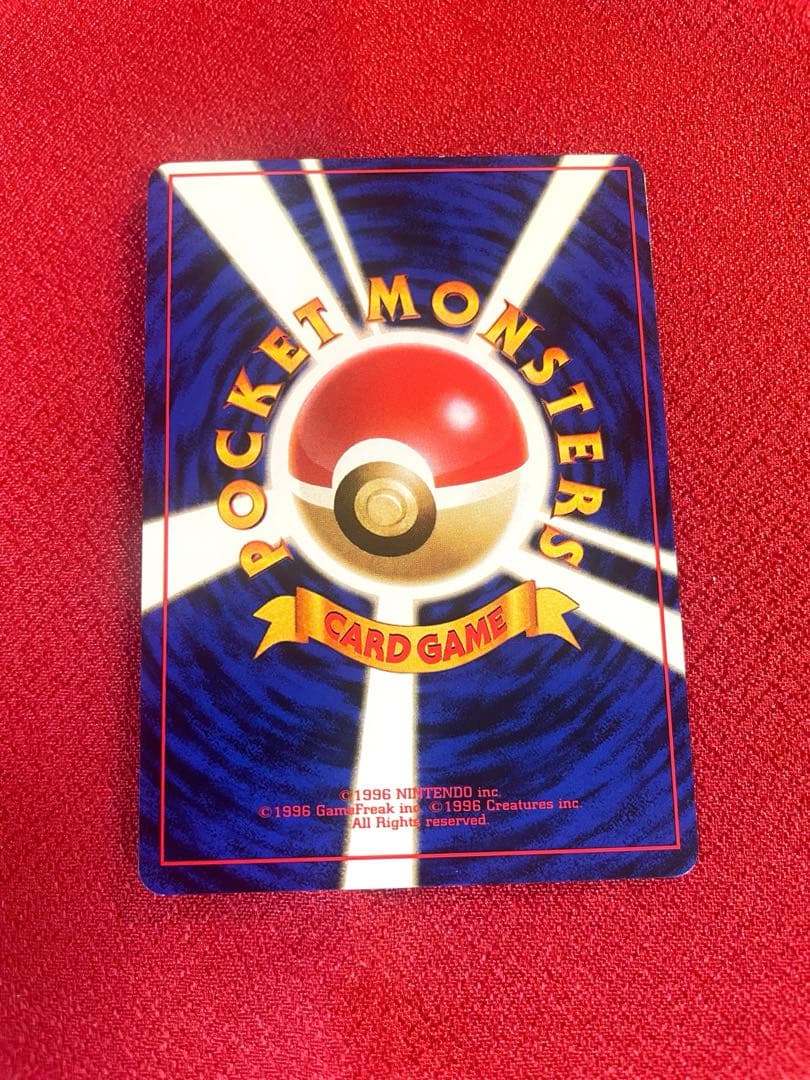 POCKET MONSTERS
CARD GAME
©1996 NINTENDO inc.
©1996 GameFreak inc. ©1996 Creatures inc.
All Rights reserved.